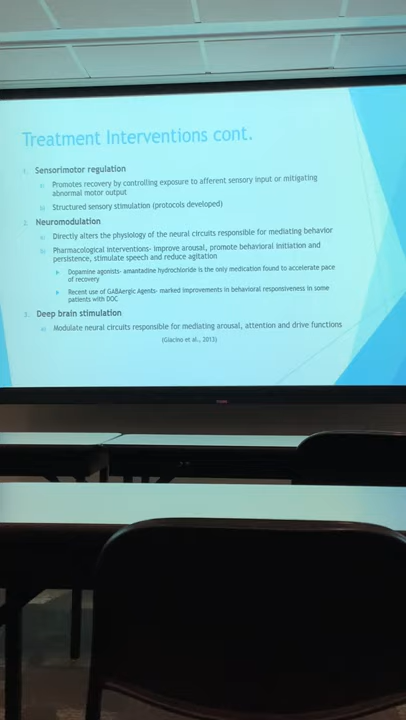 Treatment Interventions cont.
1. Sensorimotor regulation
a) Promotes recovery by controlling exposure to afferent sensory input or mitigating
abnormal motor output
b) Structured sensory stimulation (protocols developed)
2. Neuromodulation
a) Directly alters the physiology of the neural circuits responsible for mediating behavior
b) Pharmacological interventions- improve arousal, promote behavioral initiation and
persistence, stimulate speech and reduce agitation
Dopamine agonists- amantadine hydrochloride is the only medication found to accelerate pace
of recovery
Recent use of GABAergic Agents- marked improvements in behavioral responsiveness in some
patients with DOC
3. Deep brain stimulation
a) Modulate neural circuits responsible for mediating arousal, attention and drive functions
(Giacino et al., 2013)